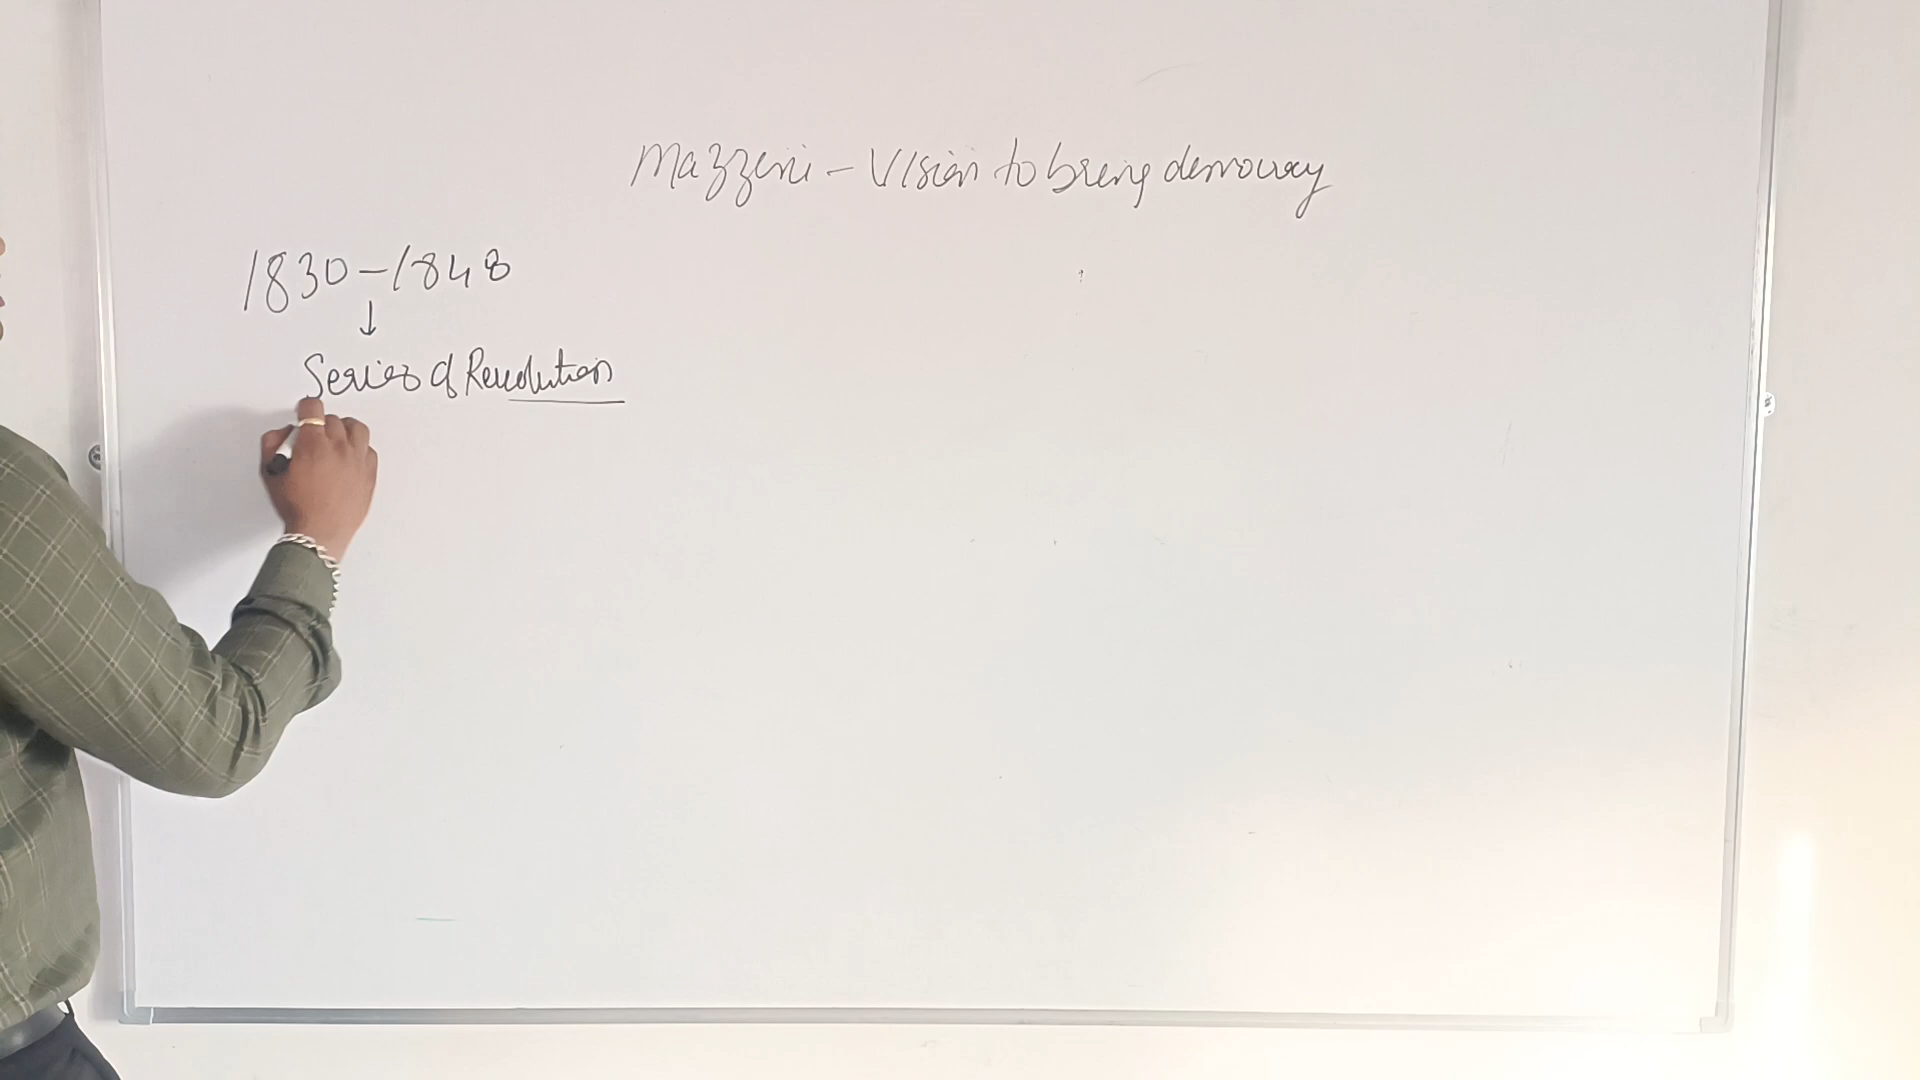 Mazzini - Vision to bring democracy
1830-1848
↓
Series of Revolution